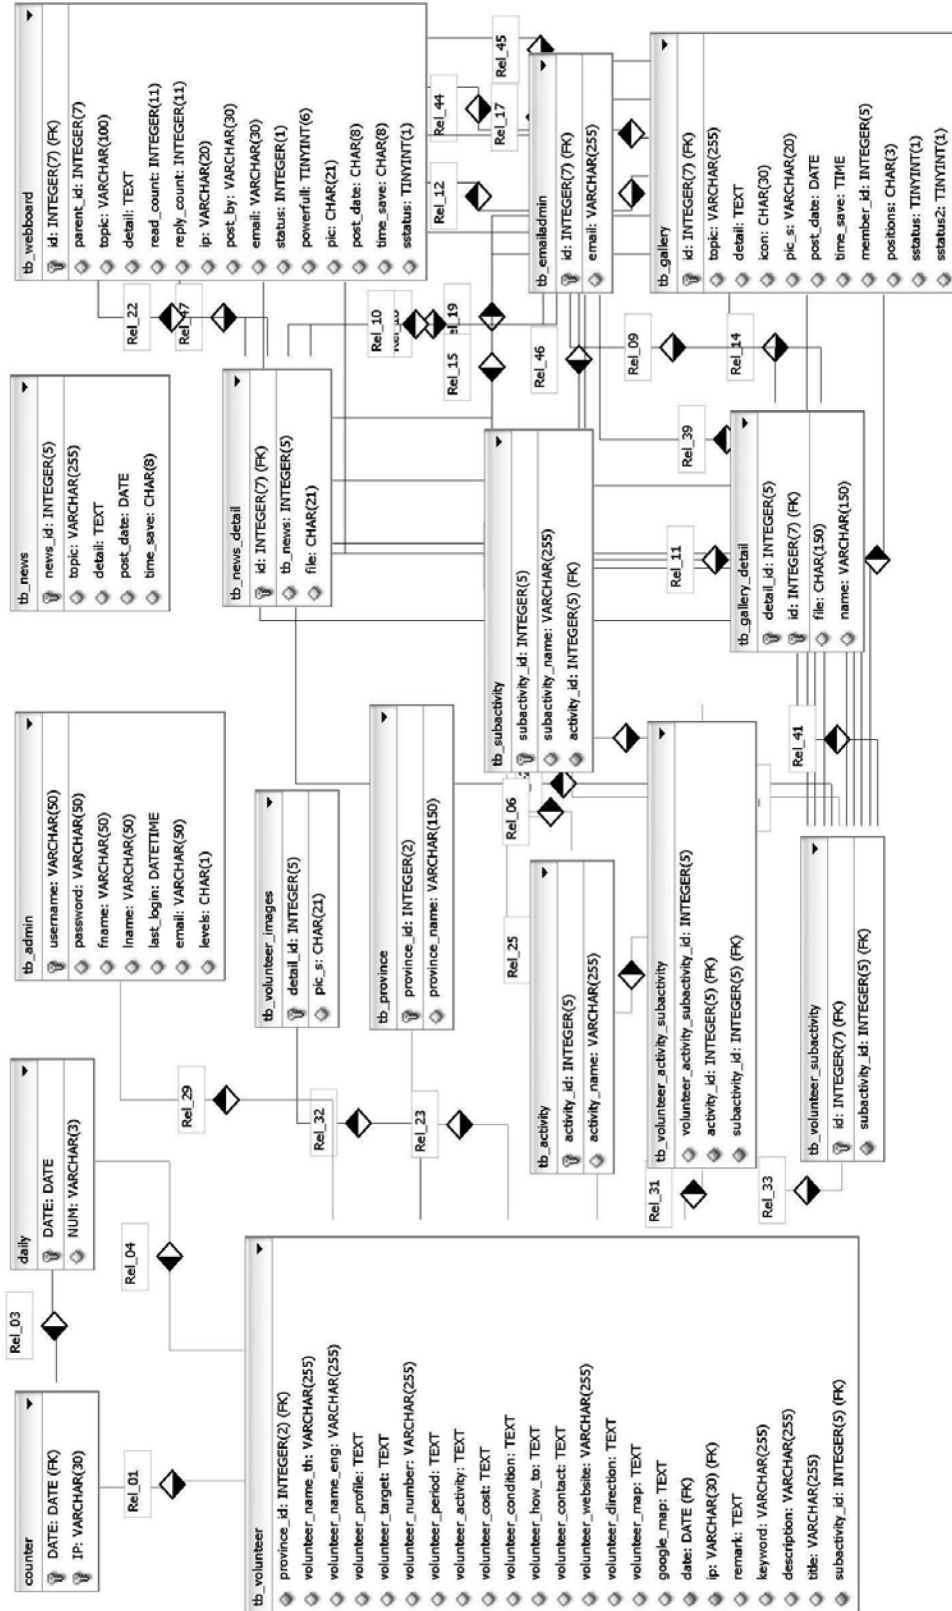 counter
DATE: DATE (FK)
IP: VARCHAR(30)
Rel_03
daily
DATE: DATE
NUM: VARCHAR(3)
Rel_01
Rel_04
tb_volunteer
province_id: INTEGER(2) (FK)
volunteer_name_th: VARCHAR(255)
volunteer_name_eng: VARCHAR(255)
volunteer_profile: TEXT
volunteer_target: TEXT
volunteer_number: VARCHAR(255)
volunteer_period: TEXT
volunteer_activity: TEXT
volunteer_cost: TEXT
volunteer_condition: TEXT
volunteer_how_to: TEXT
volunteer_contact: TEXT
volunteer_website: VARCHAR(255)
volunteer_direction: TEXT
volunteer_map: TEXT
google_map: TEXT
date: DATE (FK)
ip: VARCHAR(30) (FK)
remark: TEXT
keyword: VARCHAR(255)
description: VARCHAR(255)
title: VARCHAR(255)
subactivity_id: INTEGER(5) (FK)
Rel_29
Rel_32
Rel_23
Rel_31
Rel_33
tb_admin
username: VARCHAR(50)
password: VARCHAR(50)
fname: VARCHAR(50)
lname: VARCHAR(50)
last_login: DATETIME
email: VARCHAR(50)
levels: CHAR(1)
tb_volunteer_images
detail_id: INTEGER(5)
pic_s: CHAR(21)
tb_province
province_id: INTEGER(2)
province_name: VARCHAR(150)
Rel_25
Rel_06
tb_activity
activity_id: INTEGER(5)
activity_name: VARCHAR(255)
tb_volunteer_activity_subactivity
volunteer_activity_subactivity_id: INTEGER(5)
activity_id: INTEGER(5) (FK)
subactivity_id: INTEGER(5) (FK)
tb_volunteer_subactivity
id: INTEGER(7) (FK)
subactivity_id: INTEGER(5) (FK)
Rel_41
tb_news
news_id: INTEGER(5)
topic: VARCHAR(255)
detail: TEXT
post_date: DATE
time_save: CHAR(8)
tb_news_detail
id: INTEGER(7) (FK)
tb_news: INTEGER(5)
file: CHAR(21)
tb_subactivity
subactivity_id: INTEGER(5)
subactivity_name: VARCHAR(255)
activity_id: INTEGER(5) (FK)
Rel_11
Rel_39
tb_gallery_detail
detail_id: INTEGER(5)
id: INTEGER(7) (FK)
file: CHAR(150)
name: VARCHAR(150)
Rel_22
Rel_10
Rel_15
Rel_46
Rel_09
Rel_14
tb_webboard
id: INTEGER(7) (FK)
parent_id: INTEGER(7)
topic: VARCHAR(100)
detail: TEXT
read_count: INTEGER(11)
reply_count: INTEGER(11)
ip: VARCHAR(20)
post_by: VARCHAR(30)
email: VARCHAR(30)
status: INTEGER(1)
powerfull: TINYINT(6)
pic: CHAR(21)
post_date: CHAR(8)
time_save: CHAR(8)
sstatus: TINYINT(1)
Rel_12
Rel_44
Rel_17
Rel_45
tb_emailadmin
id: INTEGER(7) (FK)
email: VARCHAR(255)
tb_gallery
id: INTEGER(7) (FK)
topic: VARCHAR(255)
detail: TEXT
icon: CHAR(30)
pic_s: VARCHAR(20)
post_date: DATE
time_save: TIME
member_id: INTEGER(5)
positions: CHAR(3)
sstatus: TINYINT(1)
sstatus2: TINYINT(1)